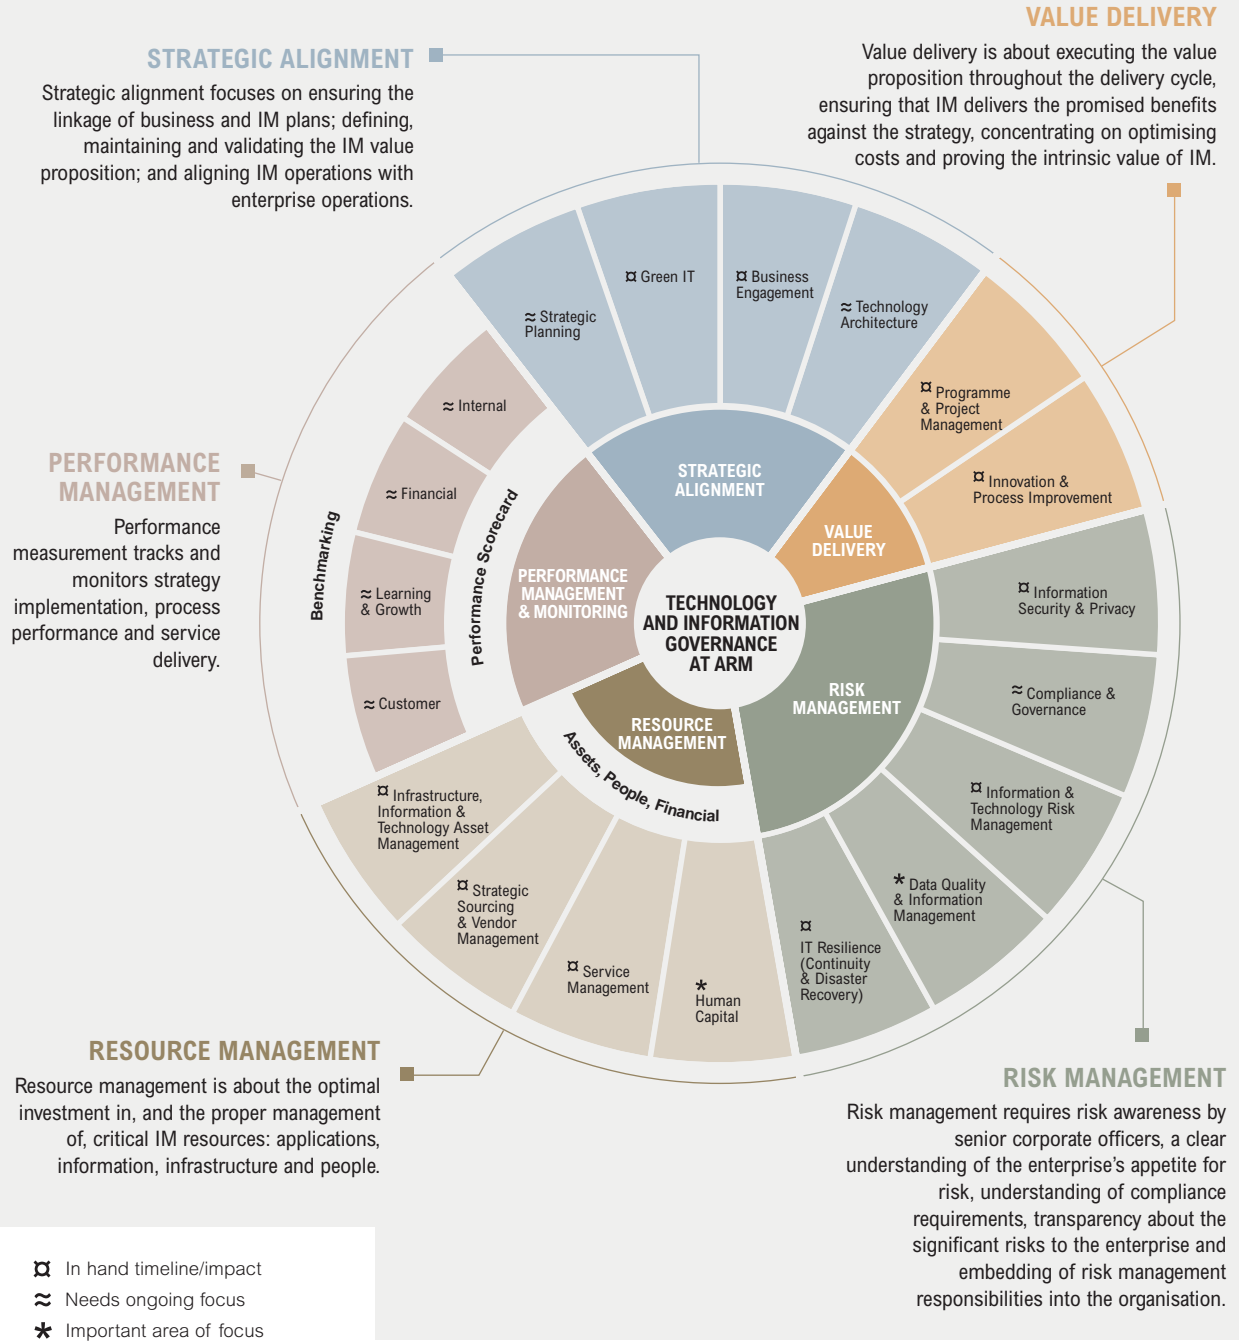 VALUE DELIVERY
Value delivery is about executing the value
proposition throughout the delivery cycle,
ensuring that IM delivers the promised benefits
against the strategy, concentrating on optimising
costs and proving the intrinsic value of IM.
STRATEGIC ALIGNMENT
Strategic alignment focuses on ensuring the
linkage of business and IM plans; defining,
maintaining and validating the IM value
proposition; and aligning IM operations with
enterprise operations.
¤ Green IT
¤ Business
Engagement
≈ Strategic
Planning
≈ Technology
Architecture
¤ Programme
& Project
Management
¤ Innovation &
Process Improvement
≈ Internal
≈ Financial
≈ Learning
& Growth
≈ Customer
Benchmarking
Performance Scorecard
PERFORMANCE
MANAGEMENT
Performance
measurement tracks and
monitors strategy
implementation, process
performance and service
delivery.
STRATEGIC
ALIGNMENT
VALUE
DELIVERY
PERFORMANCE
MANAGEMENT
& MONITORING
TECHNOLOGY
AND INFORMATION
GOVERNANCE
AT ARM
RISK
MANAGEMENT
RESOURCE
MANAGEMENT
Assets, People, Financial
¤ Information
Security & Privacy
≈ Compliance &
Governance
¤ Information &
Technology Risk
Management
* Data Quality
& Information
Management
¤
IT Resilience
(Continuity
& Disaster
Recovery)
¤ Infrastructure,
Information &
Technology Asset
Management
¤ Strategic
Sourcing
& Vendor
Management
¤ Service
Management
*
Human
Capital
RESOURCE MANAGEMENT
Resource management is about the optimal
investment in, and the proper management
of, critical IM resources: applications,
information, infrastructure and people.
RISK MANAGEMENT
Risk management requires risk awareness by
senior corporate officers, a clear
understanding of the enterprise’s appetite for
risk, understanding of compliance
requirements, transparency about the
significant risks to the enterprise and
embedding of risk management
responsibilities into the organisation.
¤ In hand timeline/impact
≈ Needs ongoing focus
* Important area of focus